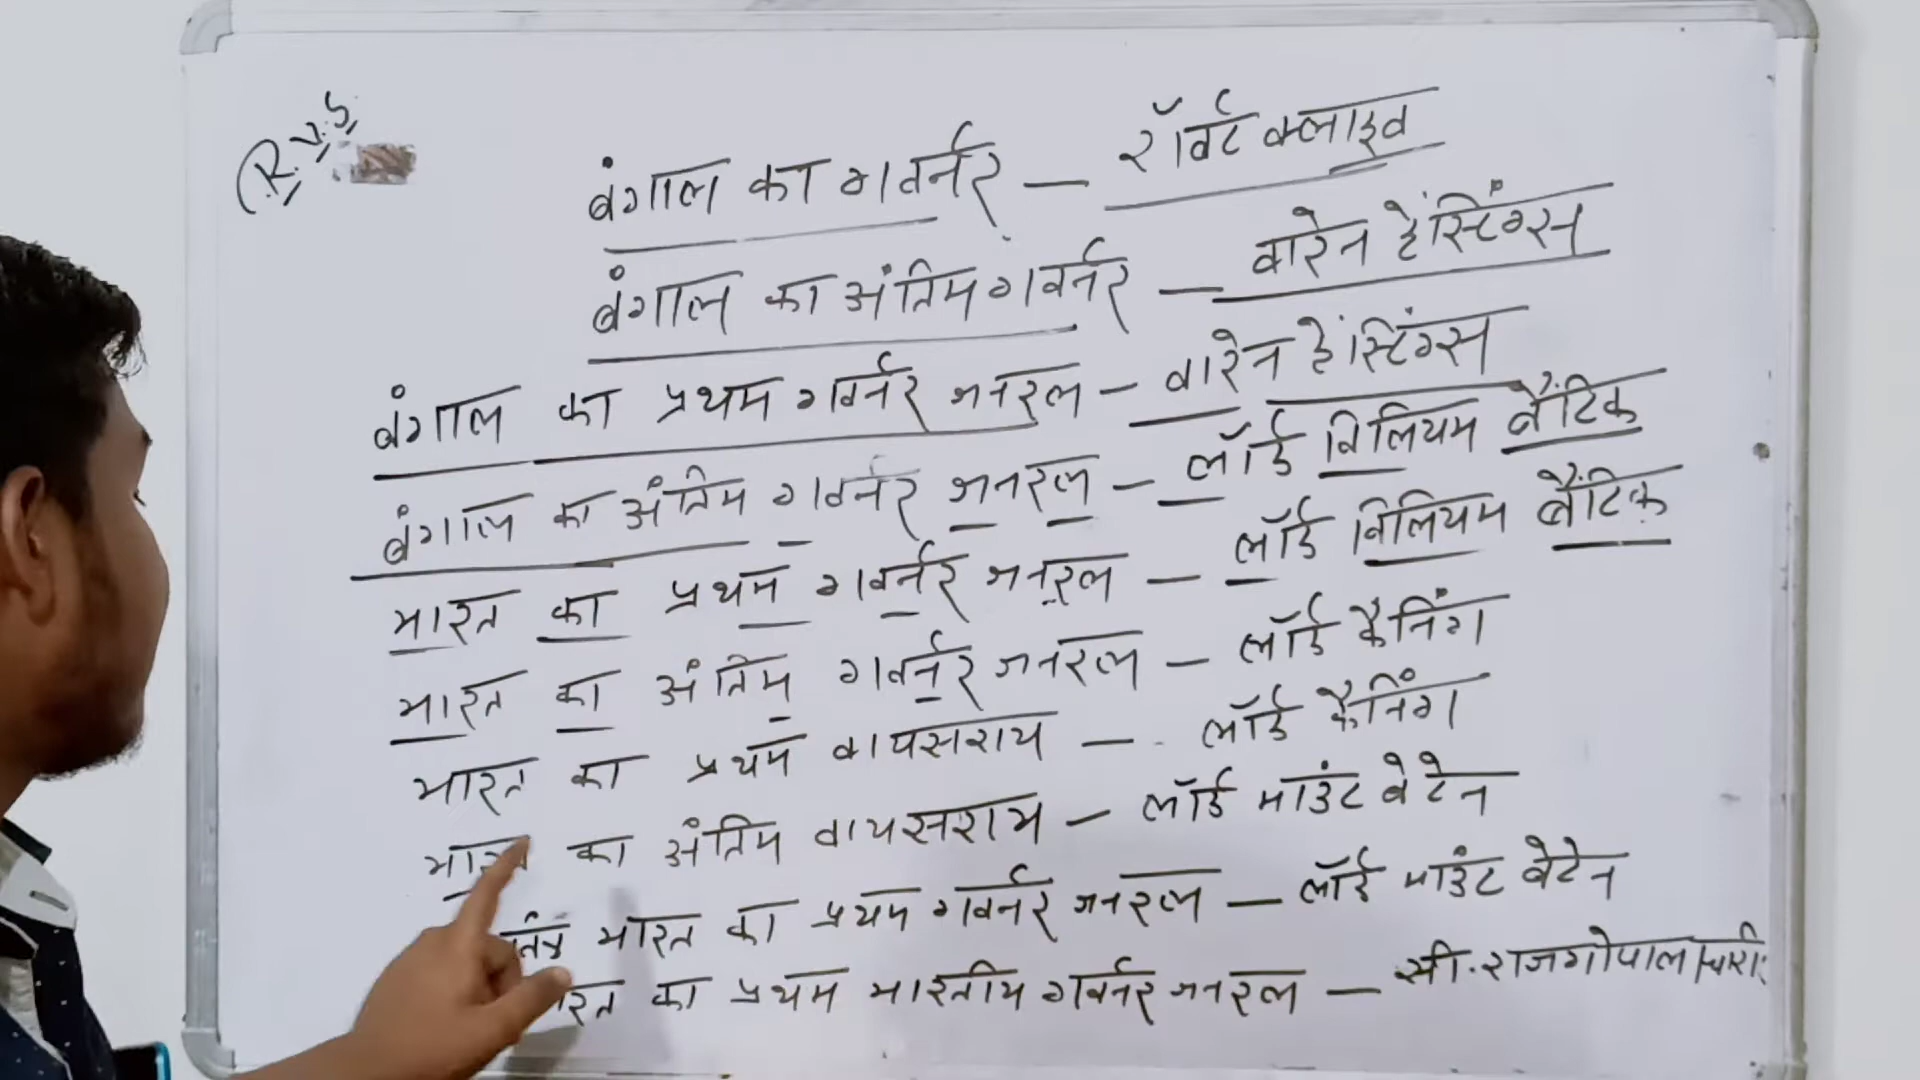 R.V.S
बंगाल का गवर्नर — रॉबर्ट क्लाइव
बंगाल का अंतिम गवर्नर — वारेन हेंस्टिंग्स
बंगाल का प्रथम गवर्नर जनरल — वारेन हेंस्टिंग्स
बंगाल का अंतिम गवर्नर जनरल — लॉर्ड विलियम बैंटिक
भारत का प्रथम गवर्नर जनरल — लॉर्ड विलियम बैंटिक
भारत का अंतिम गवर्नर जनरल — लॉर्ड कैनिंग
भारत का प्रथम वायसराय — लॉर्ड कैनिंग
भारत का अंतिम वायसराय — लॉर्ड माउंट बेटेन
भारत का प्रथम गवर्नर जनरल — लॉर्ड माउंट बेटेन
का प्रथम भारतीय गवर्नर जनरल — सी. राजगोपालाचारी